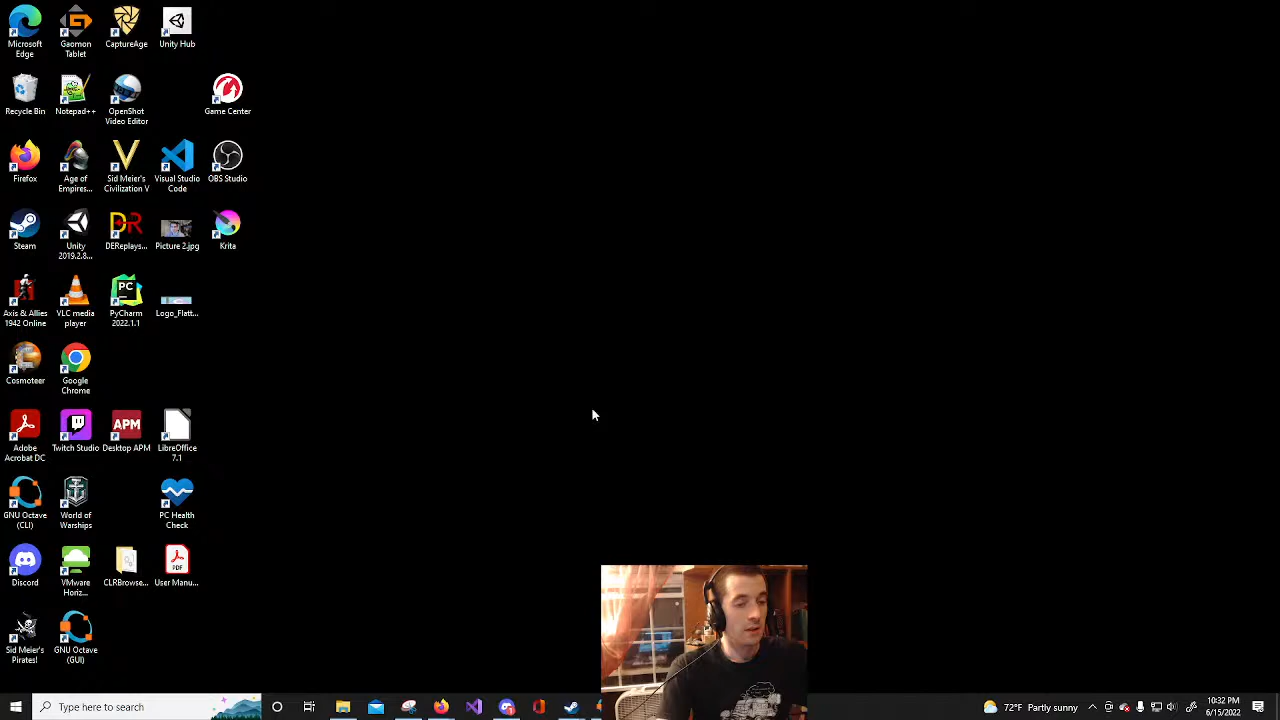 Microsoft
Edge
Gaomon
Tablet
CaptureAge
Unity Hub
Recycle Bin
Notepad++
OpenShot
Video Editor
Game Center
Firefox
Age of
Empires...
Sid Meier's
Civilization V
Visual Studio
Code
OBS Studio
Steam
Unity
2019.2.8...
DR
DEReplays...
Picture 2.jpg
Krita
Axis & Allies
1942 Online
VLC media
player
PC
PyCharm
2022.1.1
Logo_Flatt...
Cosmoteer
Google
Chrome
Adobe
Acrobat DC
Twitch Studio
APM
Desktop APM
LibreOffice
7.1
GNU Octave
(CLI)
World of
Warships
PC Health
Check
Discord
VMware
Horiz...
CLRBrowse...
PDF
User Manu...
Sid Meier's
Pirates!
GNU Octave
(GUI)
Type here to search
72°F Partly sunny
10:32 PM
6/15/2022